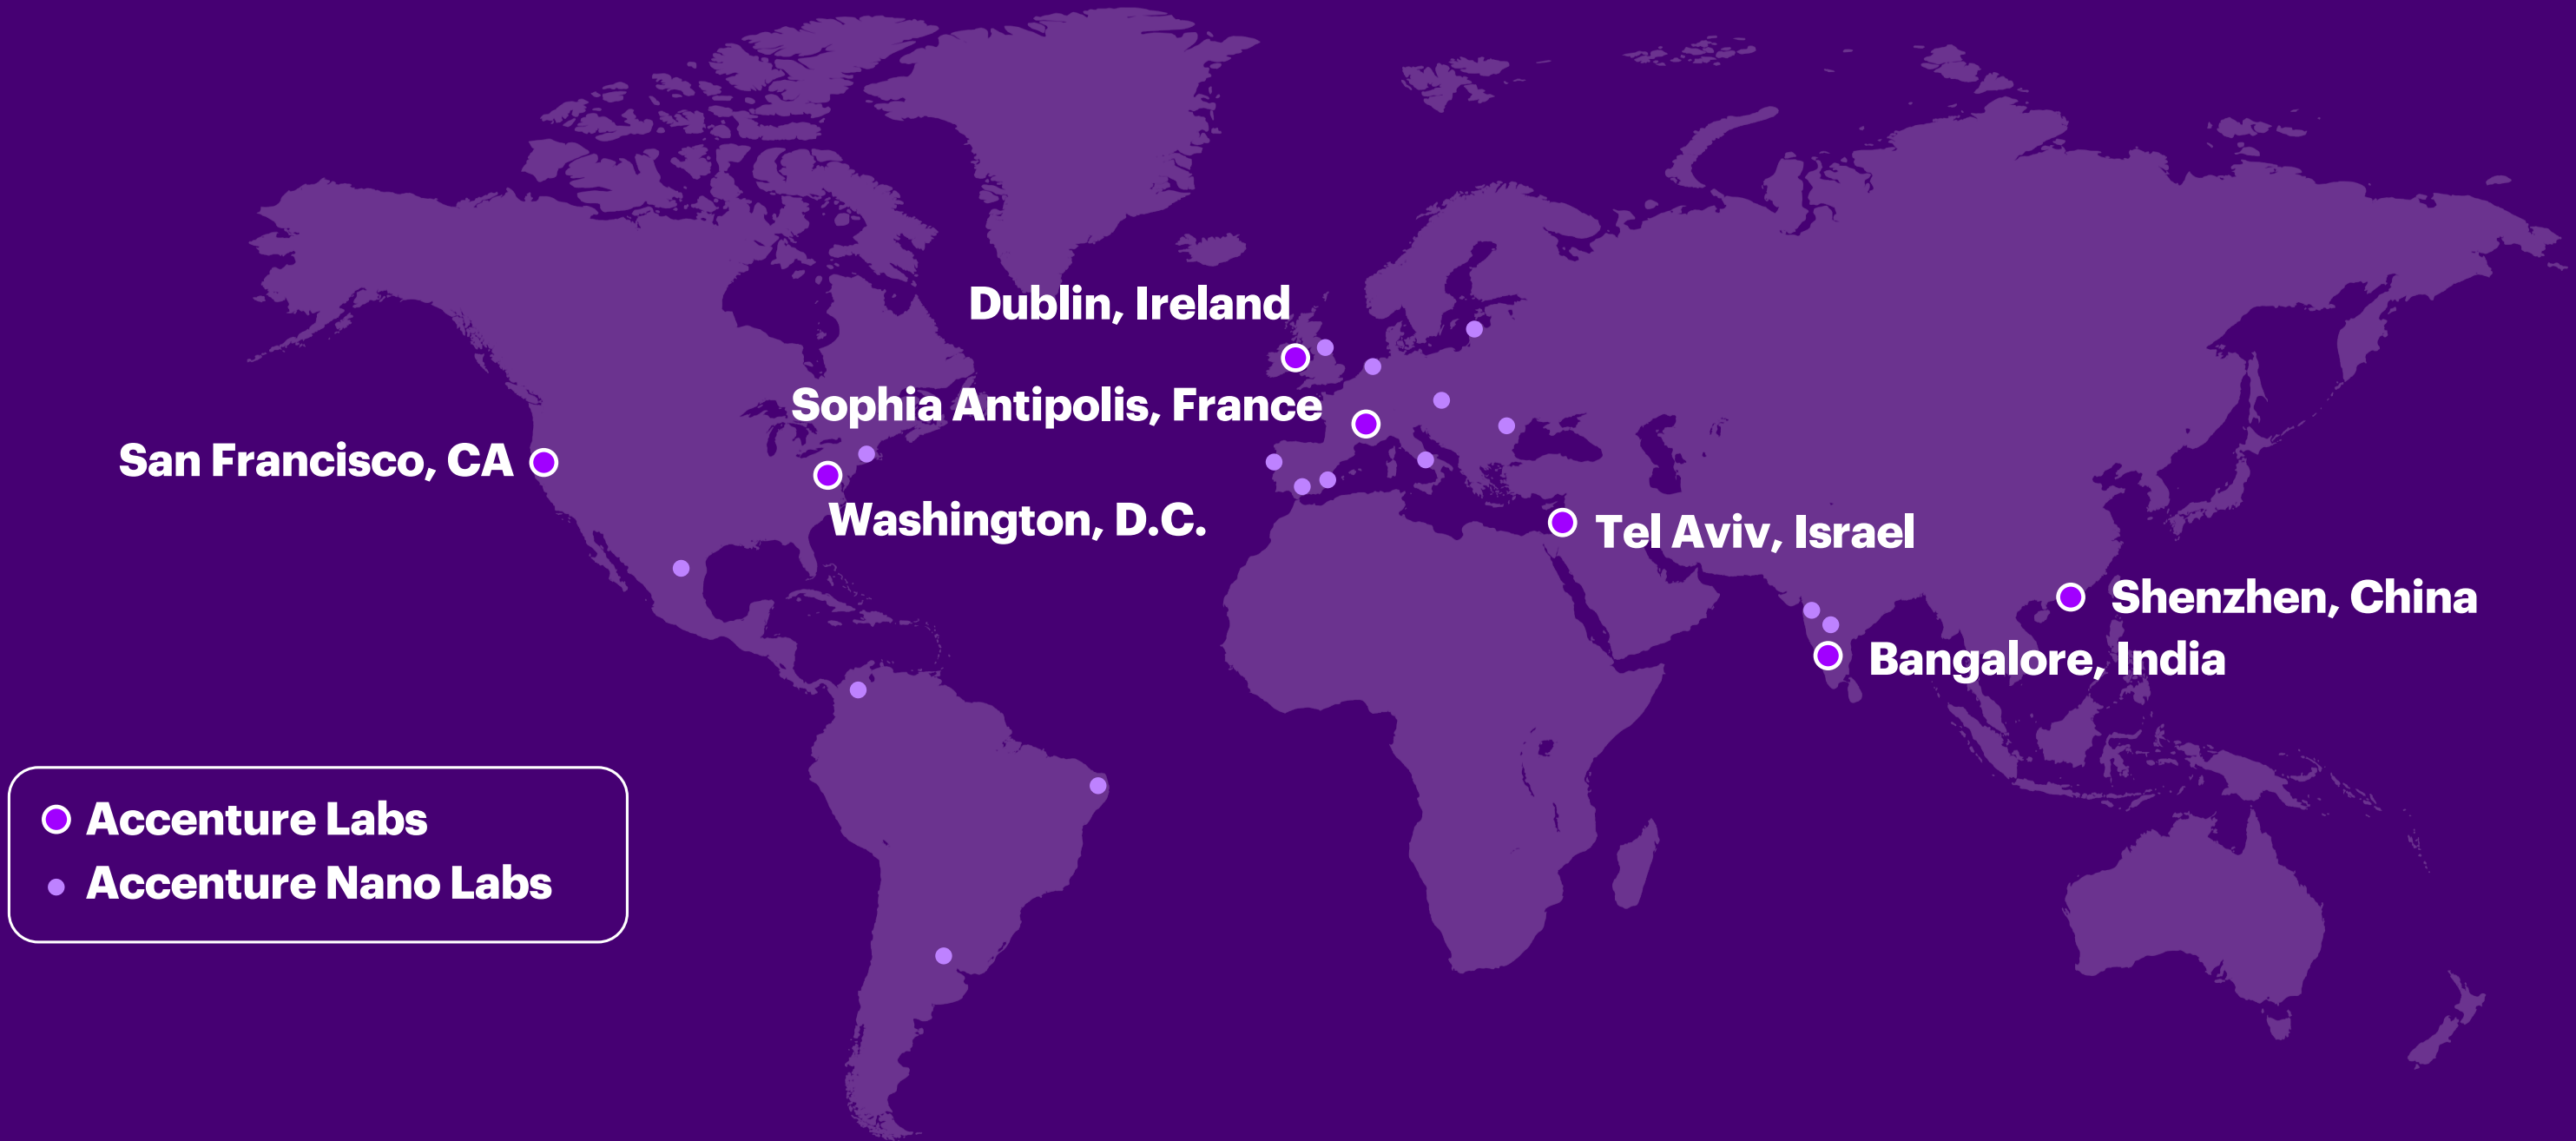 Dublin, Ireland
Sophia Antipolis, France
San Francisco, CA
Washington, D.C.
Tel Aviv, Israel
Shenzhen, China
Bangalore, India
Accenture Labs
Accenture Nano Labs